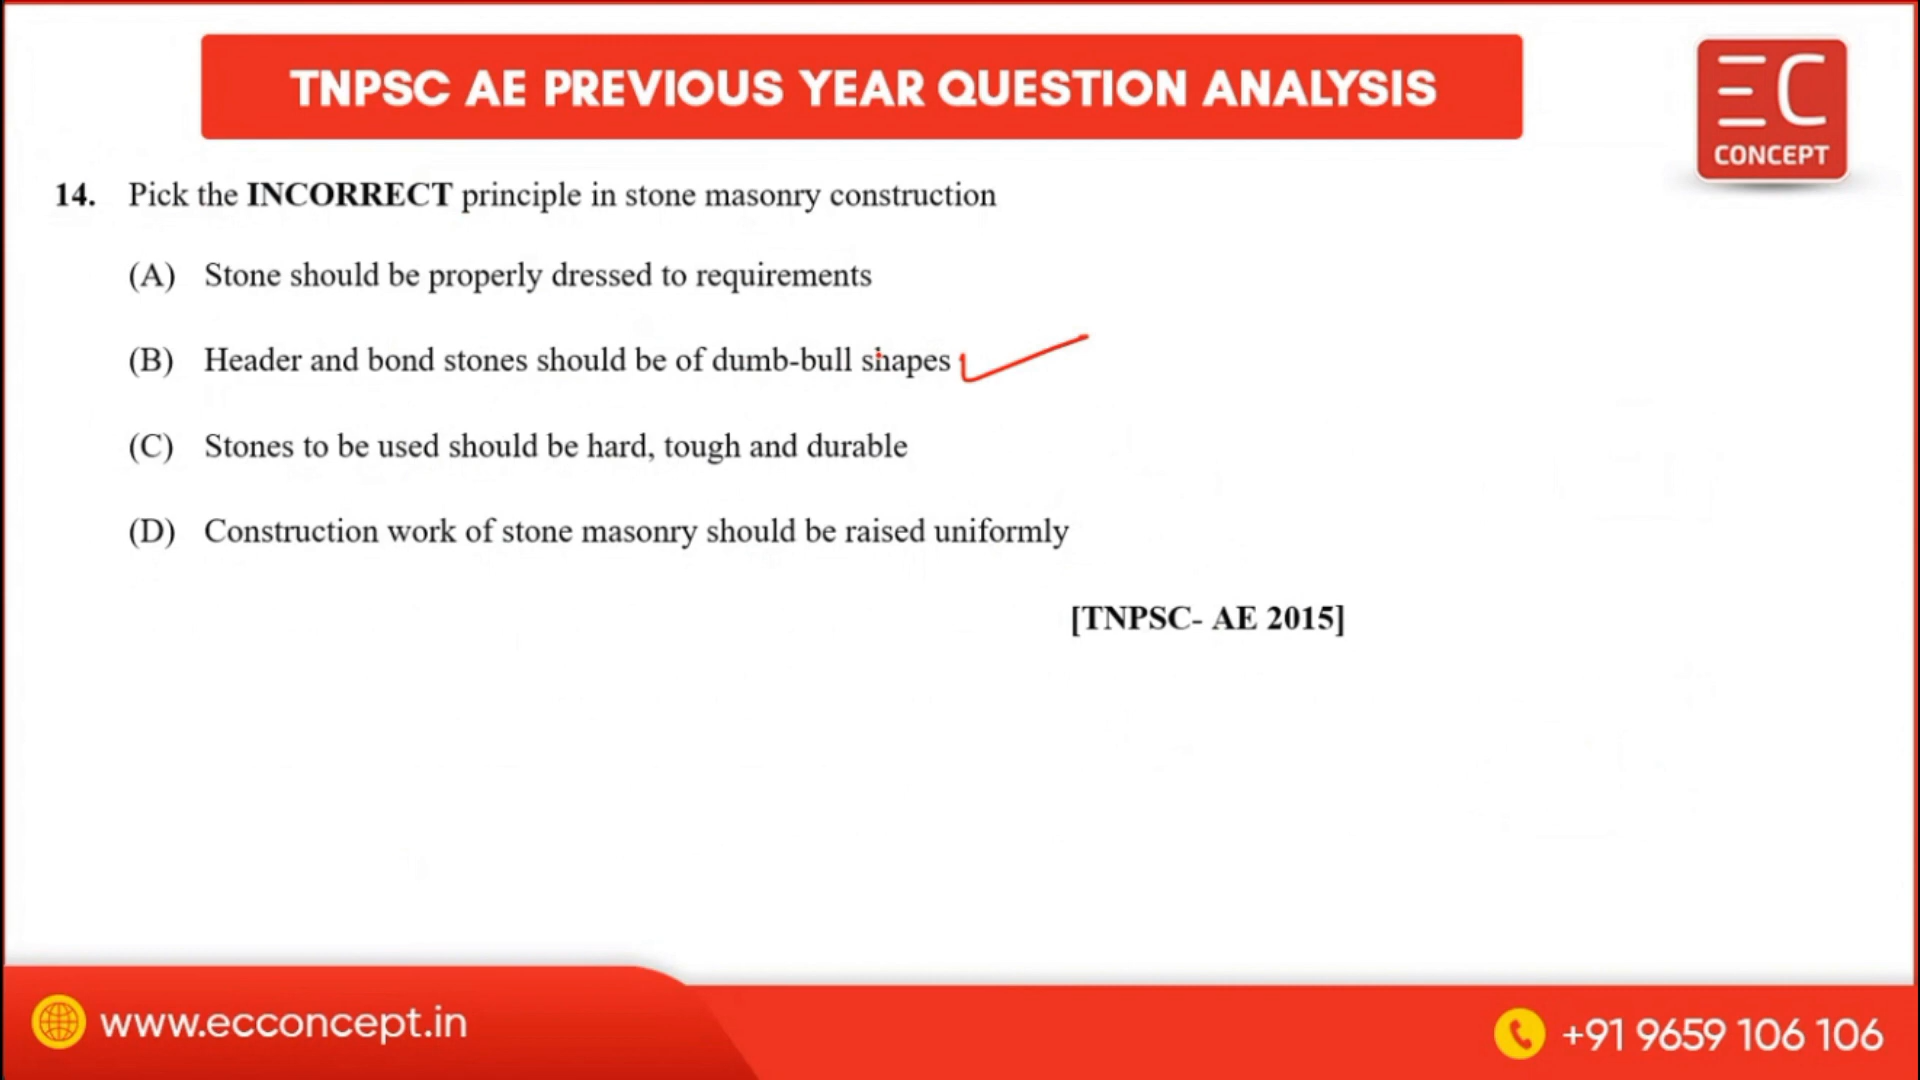 TNPSC AE PREVIOUS YEAR QUESTION ANALYSIS
EC
CONCEPT
14. Pick the INCORRECT principle in stone masonry construction
(A) Stone should be properly dressed to requirements
(B) Header and bond stones should be of dumb-bull shapes
(C) Stones to be used should be hard, tough and durable
(D) Construction work of stone masonry should be raised uniformly
[TNPSC- AE 2015]
www.ecconcept.in
+91 9659 106 106